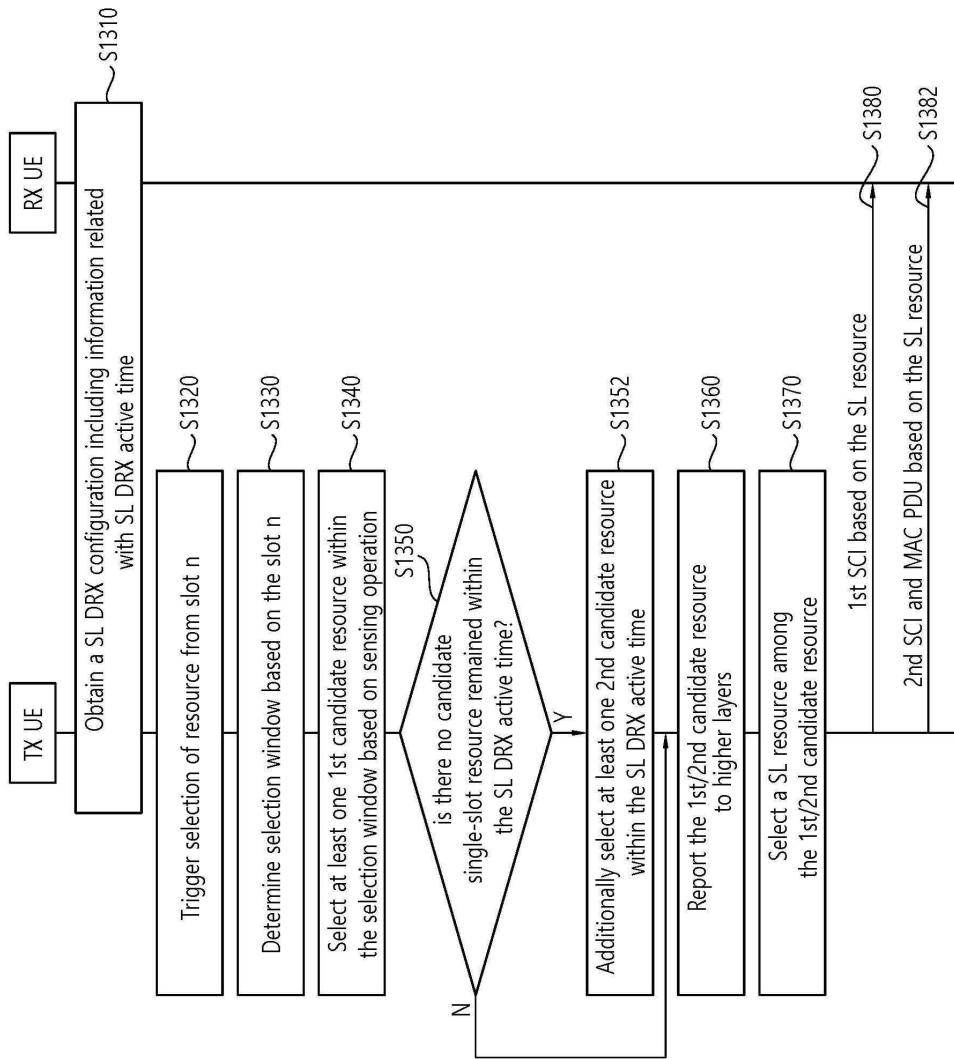 TX UE
RX UE
Obtain a SL DRX configuration including information related
with SL DRX active time
S1310
Trigger selection of resource from slot n
S1320
Determine selection window based on the slot n
S1330
Select at least one 1st candidate resource within
the selection window based on sensing operation
S1340
S1350
is there no candidate
single-slot resource remained within
the SL DRX active time?
N
Y
Additionally select at least one 2nd candidate resource
within the SL DRX active time
S1352
Report the 1st/2nd candidate resource
to higher layers
S1360
Select a SL resource among
the 1st/2nd candidate resource
S1370
1st SCI based on the SL resource
S1380
2nd SCI and MAC PDU based on the SL resource
S1382